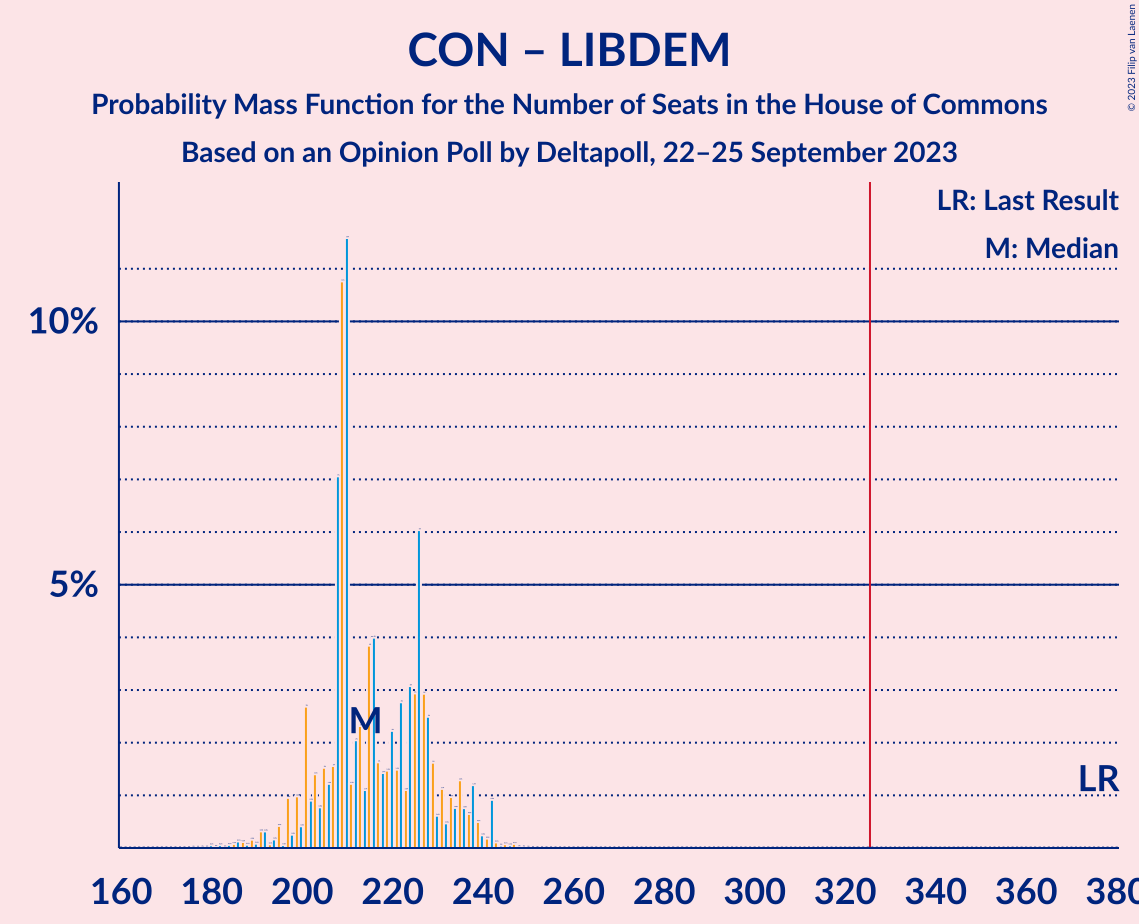 CON – LIBDEM
Probability Mass Function for the Number of Seats in the House of Commons
Based on an Opinion Poll by Deltapoll, 22–25 September 2023
© 2023 Filip van Laenen
LR: Last Result
M: Median
10%
5%
M
LR
160 180 200 220 240 260 280 300 320 340 360 380